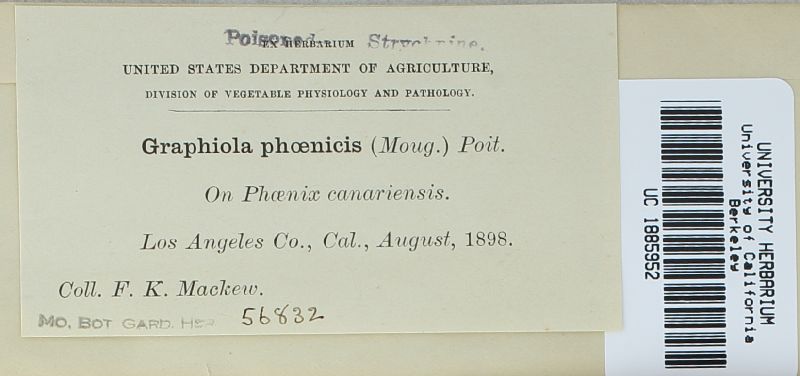 Poisoned Strychnine.
EX HERBARIUM
UNITED STATES DEPARTMENT OF AGRICULTURE,
DIVISION OF VEGETABLE PHYSIOLOGY AND PATHOLOGY.
Graphiola phœnicis (Moug.) Poit.
On Phœnix canariensis.
Los Angeles Co., Cal., August, 1898.
Coll. F. K. Mackew.
MO. BOT GARD. HER 56832
UNIVERSITY HERBARIUM
University of California
Berkeley
UC 1885952